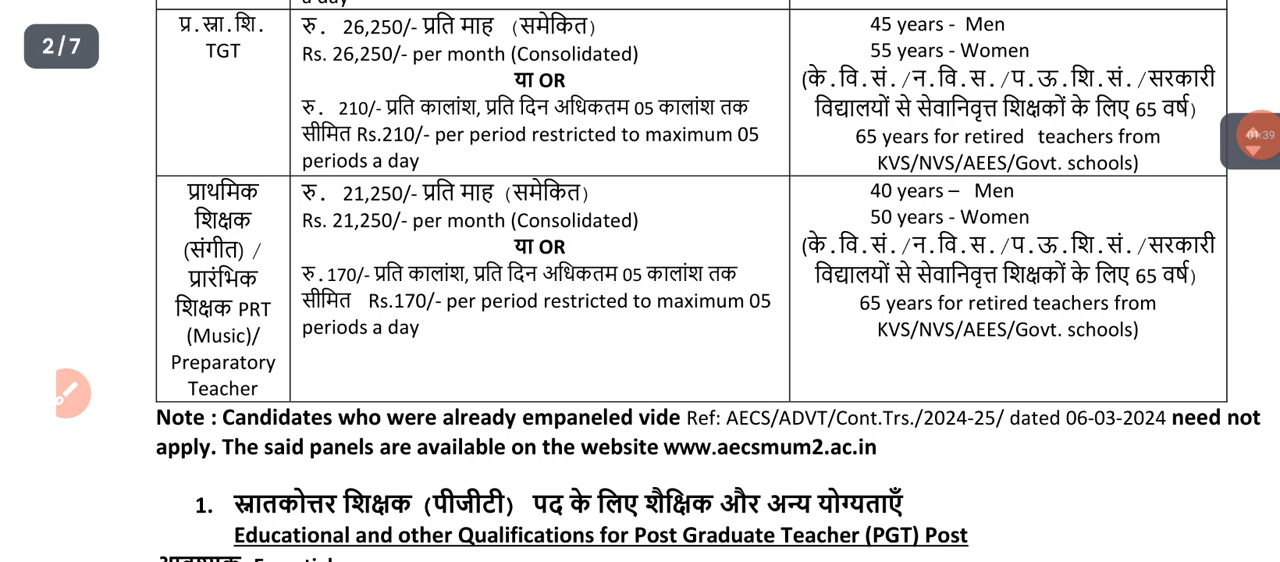 a day
2/7
प्र.स्ना.शि.
TGT
रु. 26,250/- प्रति माह (समेकित)
Rs. 26,250/- per month (Consolidated)
या OR
रु. 210/- प्रति कालांश, प्रति दिन अधिकतम 05 कालांश तक
सीमित Rs.210/- per period restricted to maximum 05
periods a day
45 years - Men
55 years - Women
(के.वि.सं./न.वि.स./प.ऊ.शि.सं./सरकारी
विद्यालयों से सेवानिवृत्त शिक्षकों के लिए 65 वर्ष)
65 years for retired teachers from
KVS/NVS/AEES/Govt. schools)
01:39
प्राथमिक
शिक्षक
(संगीत) /
प्रारंभिक
शिक्षक PRT
(Music)/
Preparatory
Teacher
रु. 21,250/- प्रति माह (समेकित)
Rs. 21,250/- per month (Consolidated)
या OR
रु.170/- प्रति कालांश, प्रति दिन अधिकतम 05 कालांश तक
सीमित Rs.170/- per period restricted to maximum 05
periods a day
40 years – Men
50 years - Women
(के.वि.सं./न.वि.स./प.ऊ.शि.सं./सरकारी
विद्यालयों से सेवानिवृत्त शिक्षकों के लिए 65 वर्ष)
65 years for retired teachers from
KVS/NVS/AEES/Govt. schools)
Note : Candidates who were already empaneled vide Ref: AECS/ADVT/Cont.Trs./2024-25/ dated 06-03-2024 need not
apply. The said panels are available on the website www.aecsmum2.ac.in
1. स्नातकोत्तर शिक्षक (पीजीटी) पद के लिए शैक्षिक और अन्य योग्यताएँ
Educational and other Qualifications for Post Graduate Teacher (PGT) Post